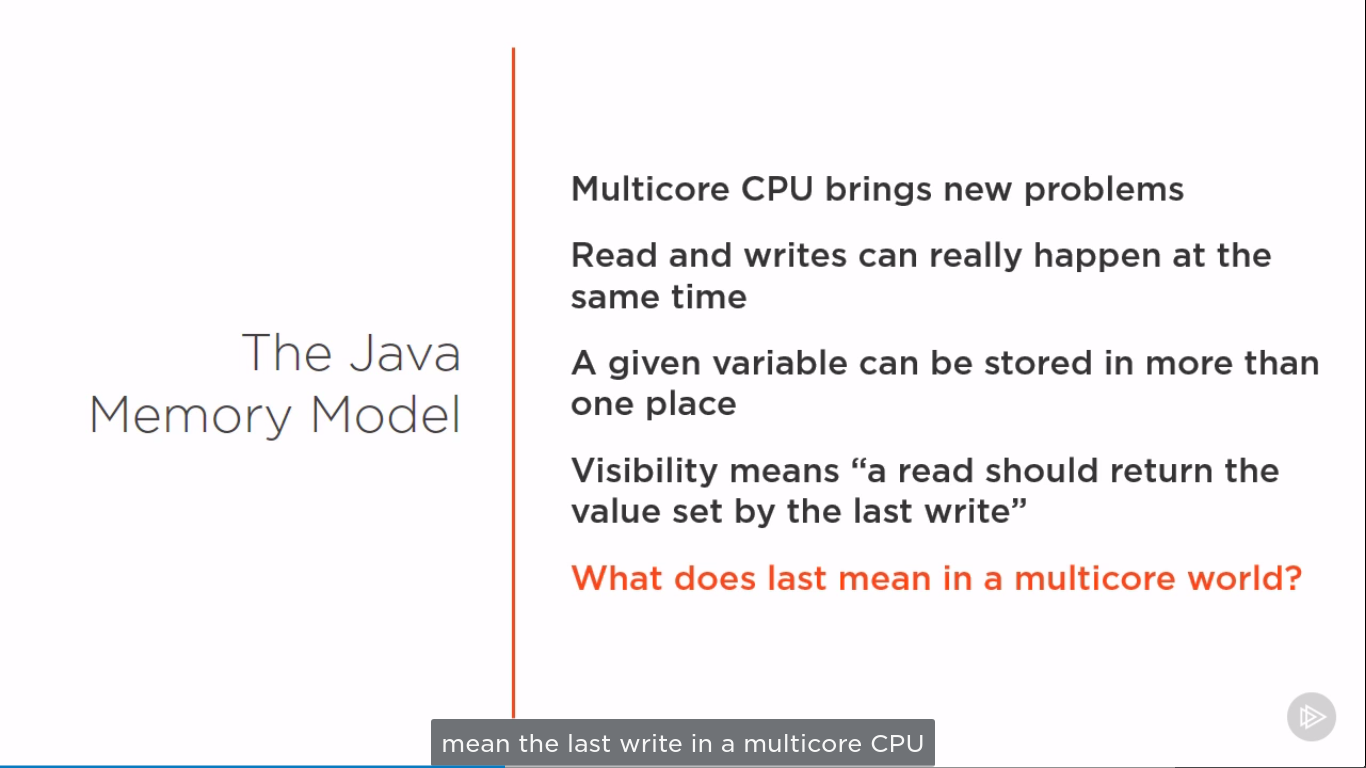 The Java
Memory Model
Multicore CPU brings new problems
Read and writes can really happen at the
same time
A given variable can be stored in more than
one place
Visibility means “a read should return the
value set by the last write”
What does last mean in a multicore world?
mean the last write in a multicore CPU